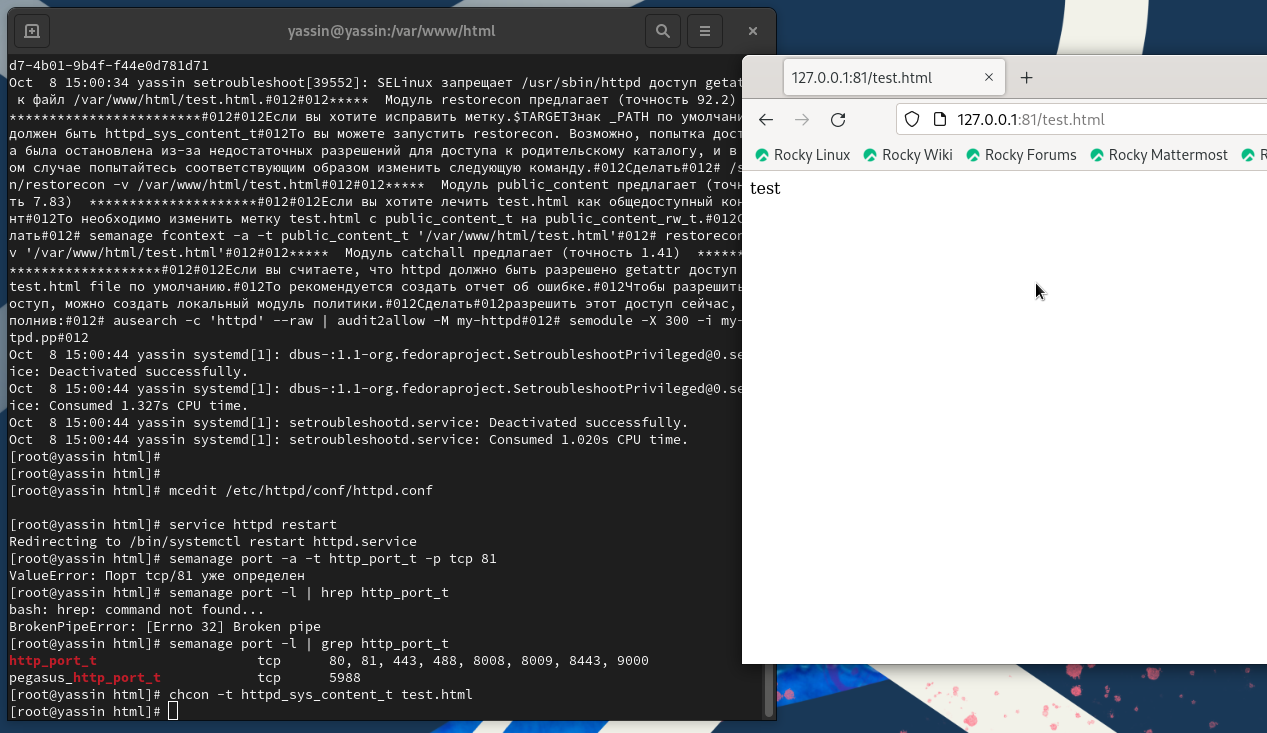 yassin@yassin:/var/www/html
d7-4b01-9b4f-f44e0d781d71
Oct  8 15:00:34 yassin setroubleshoot[39552]: SELinux запрещает /usr/sbin/httpd доступ getat
 к файл /var/www/html/test.html.#012#012*****  Модуль restorecon предлагает (точность 92.2)
************************#012#012Если вы хотите исправить метку.$TARGETЗнак _PATH по умолчани
должен быть httpd_sys_content_t#012То вы можете запустить restorecon. Возможно, попытка дост
а была остановлена из-за недостаточных разрешений для доступа к родительскому каталогу, и в
ом случае попытайтесь соответствующим образом изменить следующую команду.#012Сделать#012# /s
n/restorecon -v /var/www/html/test.html#012#012*****  Модуль public_content предлагает (точн
ть 7.83)  *********************#012#012Если вы хотите лечить test.html как общедоступный кон
нт#012То необходимо изменить метку test.html с public_content_t на public_content_rw_t.#012С
лать#012# semanage fcontext -a -t public_content_t '/var/www/html/test.html'#012# restorecon
v '/var/www/html/test.html'#012#012*****  Модуль catchall предлагает (точность 1.41)  ******
*******************#012#012Если вы считаете, что httpd должно быть разрешено getattr доступ
test.html file по умолчанию.#012То рекомендуется создать отчет об ошибке.#012Чтобы разрешить
оступ, можно создать локальный модуль политики.#012Сделать#012разрешить этот доступ сейчас,
полнив:#012# ausearch -c 'httpd' --raw | audit2allow -M my-httpd#012# semodule -X 300 -i my-
tpd.pp#012
Oct  8 15:00:44 yassin systemd[1]: dbus-:1.1-org.fedoraproject.SetroubleshootPrivileged@0.se
ice: Deactivated successfully.
Oct  8 15:00:44 yassin systemd[1]: dbus-:1.1-org.fedoraproject.SetroubleshootPrivileged@0.se
ice: Consumed 1.327s CPU time.
Oct  8 15:00:44 yassin systemd[1]: setroubleshootd.service: Deactivated successfully.
Oct  8 15:00:44 yassin systemd[1]: setroubleshootd.service: Consumed 1.020s CPU time.
[root@yassin html]#
[root@yassin html]#
[root@yassin html]# mcedit /etc/httpd/conf/httpd.conf
[root@yassin html]# service httpd restart
Redirecting to /bin/systemctl restart httpd.service
[root@yassin html]# semanage port -a -t http_port_t -p tcp 81
ValueError: Порт tcp/81 уже определен
[root@yassin html]# semanage port -l | hrep http_port_t
bash: hrep: command not found...
BrokenPipeError: [Errno 32] Broken pipe
[root@yassin html]# semanage port -l | grep http_port_t
http_port_t                    tcp      80, 81, 443, 488, 8008, 8009, 8443, 9000
pegasus_http_port_t            tcp      5988
[root@yassin html]# chcon -t httpd_sys_content_t test.html
[root@yassin html]#
127.0.0.1:81/test.html
127.0.0.1:81/test.html
Rocky Linux Rocky Wiki Rocky Forums Rocky Mattermost R
test